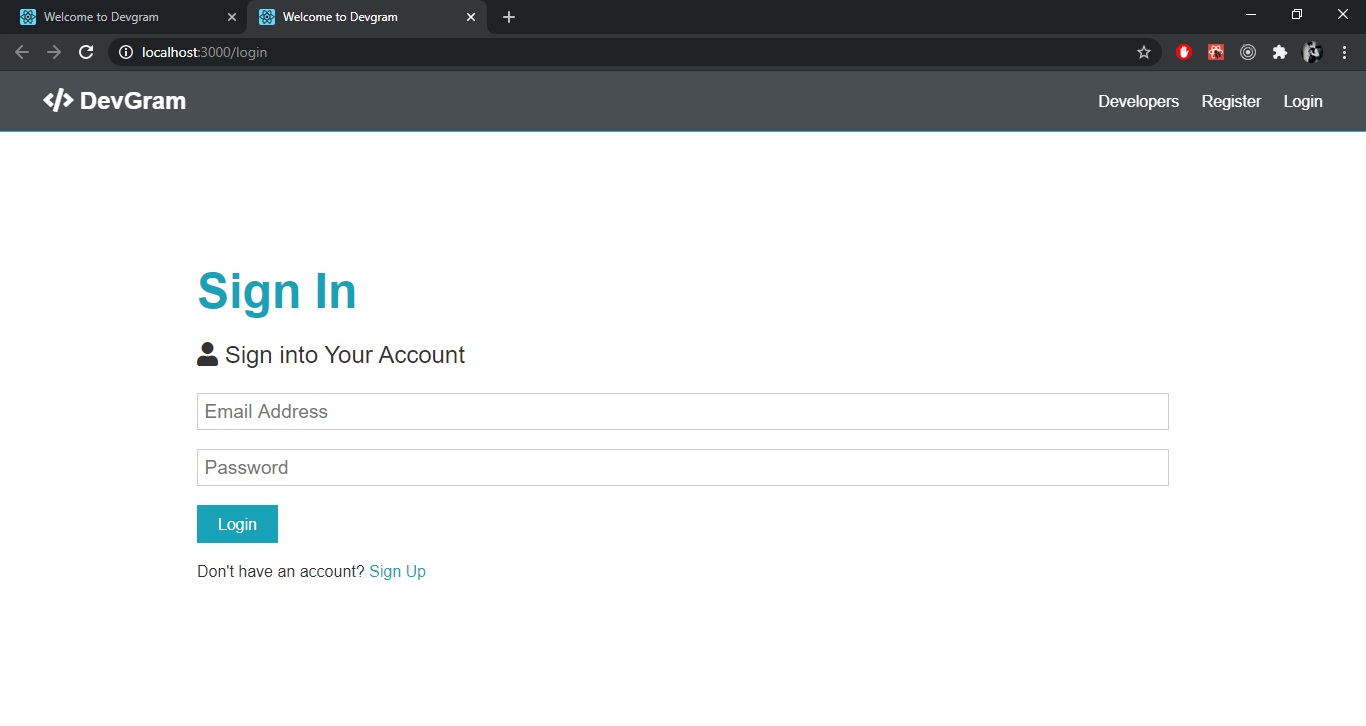 Welcome to Devgram
Welcome to Devgram
localhost:3000/login
DevGram
Developers Register Login
Sign In
Sign into Your Account
Email Address
Password
Login
Don't have an account? Sign Up